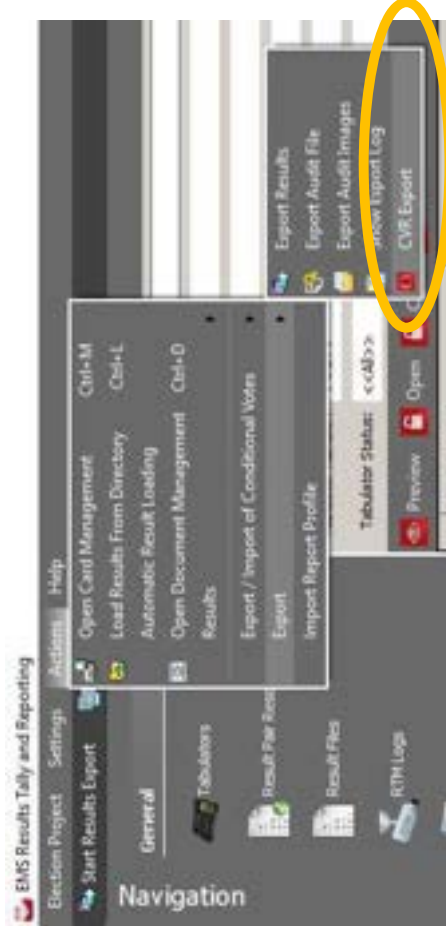 EMS Results Tally and Reporting
Election Project Settings Actions Help
Start Results Export
Navigation
General
Tabulators
Result Pair
Result Files
RTM Logs
Open Card Management Ctrl+M
Load Results From Directory Ctrl+L
Automatic Result Loading
Open Document Management Ctrl+D
Results
Export / Import of Conditional Votes
Export
Import Report Profile
Export Results
Export Audit File
Export Audit Images
Show Export Log
CVR Export
Tabulator Status: <<All>>
Preview Open